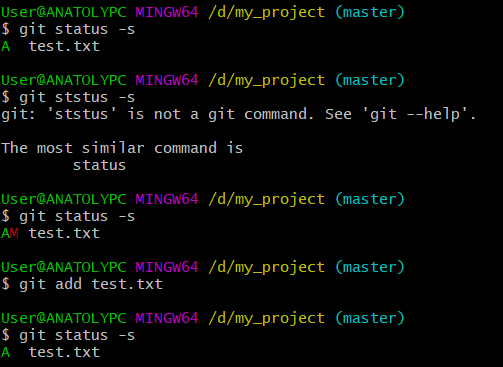 User@ANATOLYPC MINGW64 /d/my_project (master)
$ git status -s
A  test.txt
User@ANATOLYPC MINGW64 /d/my_project (master)
$ git ststus -s
git: 'ststus' is not a git command. See 'git --help'.
The most similar command is
        status
User@ANATOLYPC MINGW64 /d/my_project (master)
$ git status -s
AM test.txt
User@ANATOLYPC MINGW64 /d/my_project (master)
$ git add test.txt
User@ANATOLYPC MINGW64 /d/my_project (master)
$ git status -s
A  test.txt